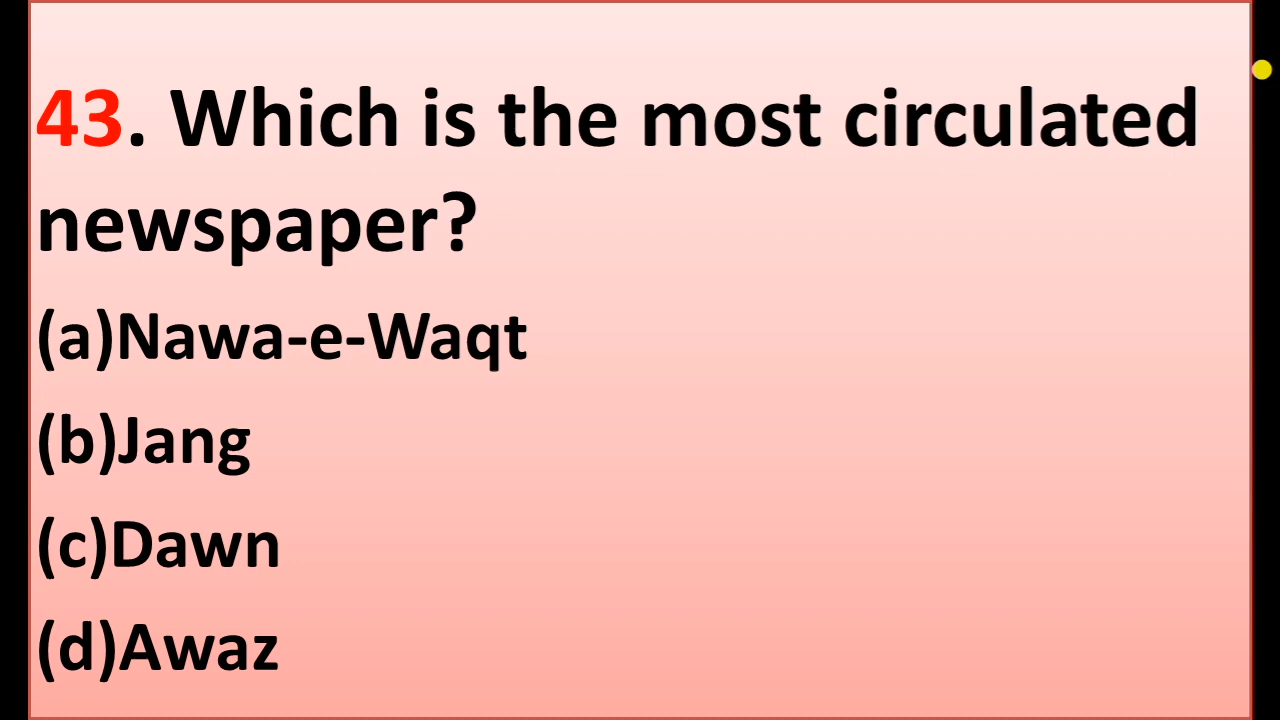 43. Which is the most circulated
newspaper?
(a)Nawa-e-Waqt
(b)Jang
(c)Dawn
(d)Awaz